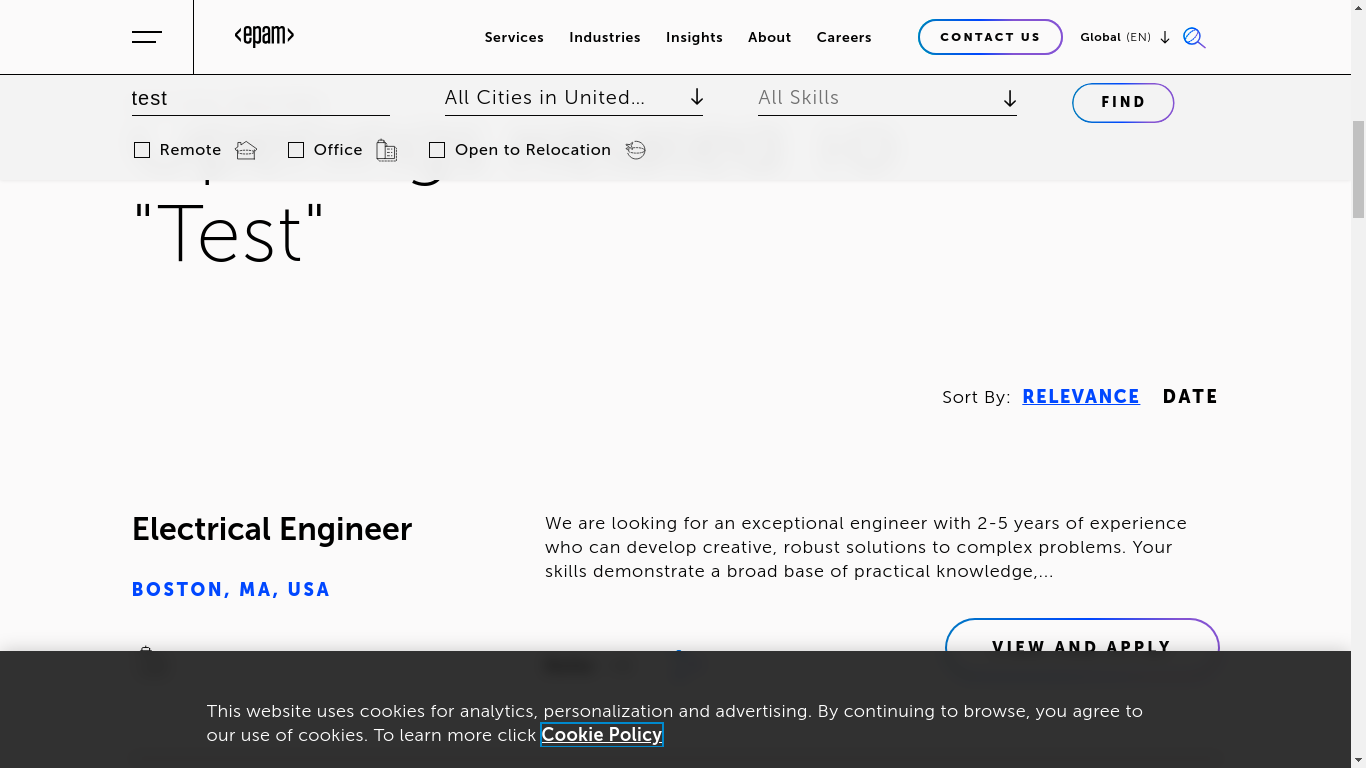 <epam>
Services
Industries
Insights
About
Careers
CONTACT US
Global (EN)
test
All Cities in United...
All Skills
FIND
Remote
Office
Open to Relocation
"Test"
Sort By: RELEVANCE DATE
Electrical Engineer
We are looking for an exceptional engineer with 2-5 years of experience
who can develop creative, robust solutions to complex problems. Your
skills demonstrate a broad base of practical knowledge,...
BOSTON, MA, USA
VIEW AND APPLY
This website uses cookies for analytics, personalization and advertising. By continuing to browse, you agree to
our use of cookies. To learn more click Cookie Policy